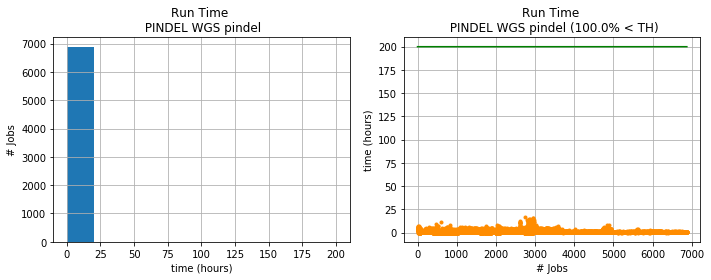 Run Time
PINDEL WGS pindel
7000
6000
5000
4000
3000
2000
1000
0
# Jobs
0 25 50 75 100 125 150 175 200
time (hours)
Run Time
PINDEL WGS pindel (100.0% < TH)
200
175
150
125
100
75
50
25
0
time (hours)
0 1000 2000 3000 4000 5000 6000 7000
# Jobs